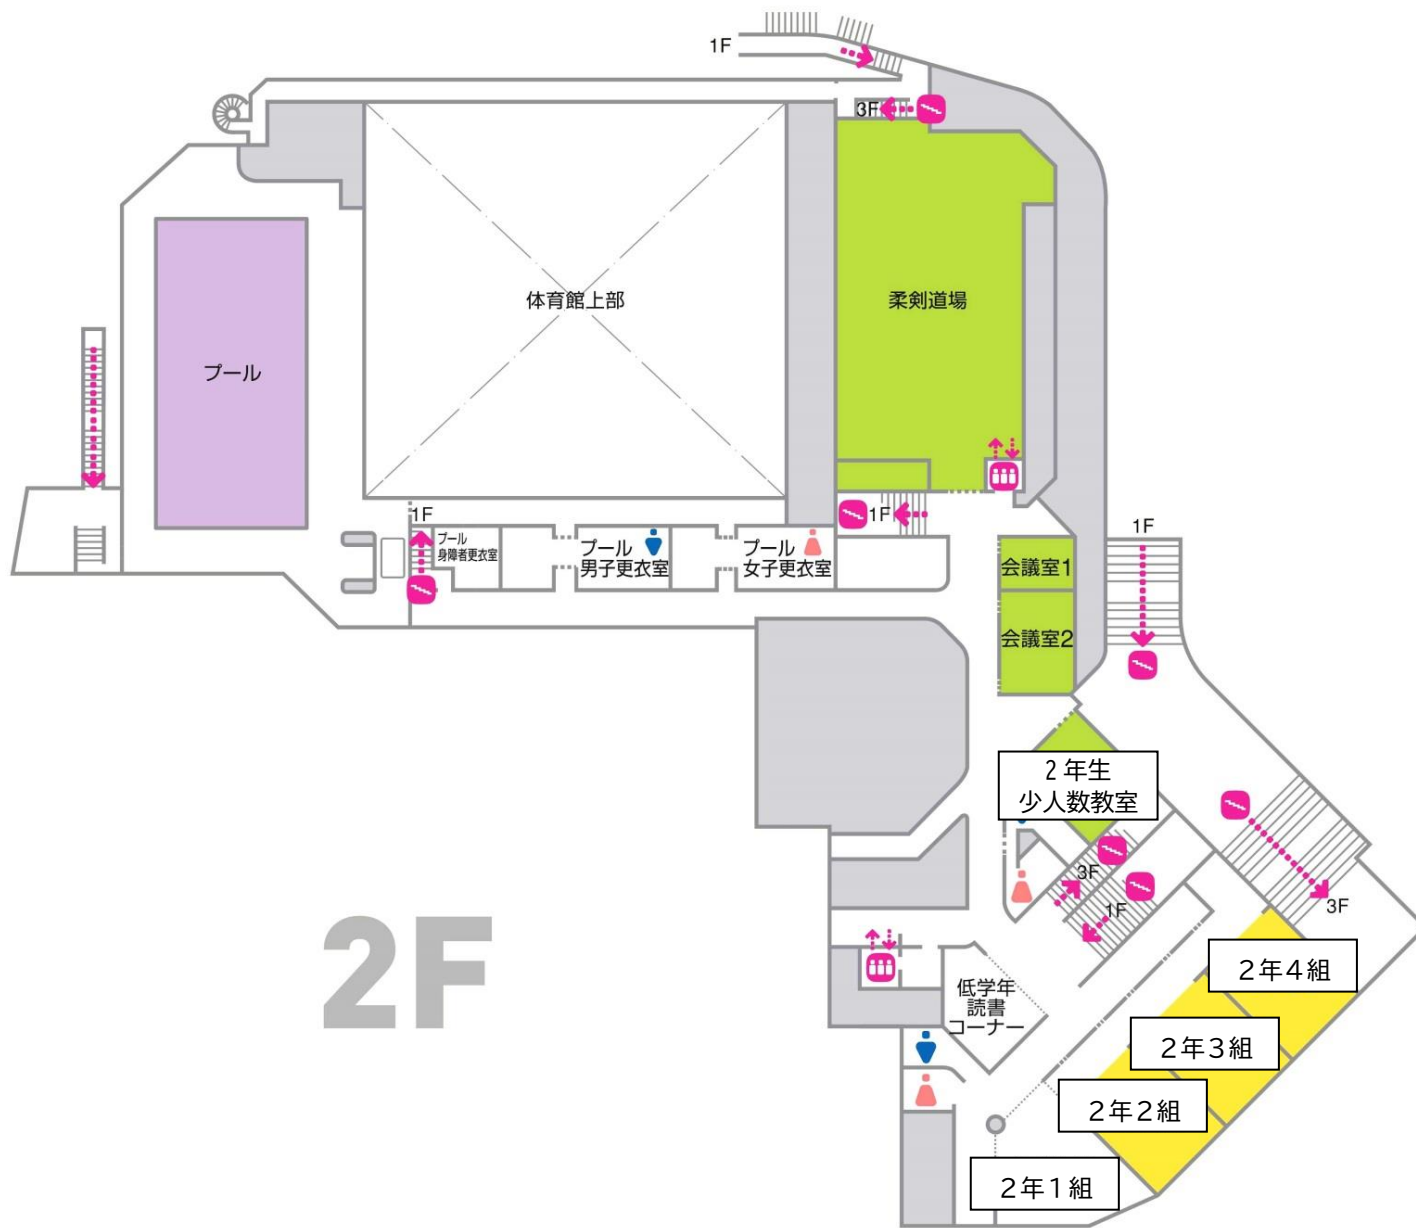 1F
3F
体育館上部
柔剣道場
プール
1F
1F
1F
プール
身障者更衣室
プール
男子更衣室
プール
女子更衣室
会議室1
会議室2
2年生
少人数教室
3F
1F
3F
2F
低学年
読書
コーナー
2年4組
2年3組
2年2組
2年1組